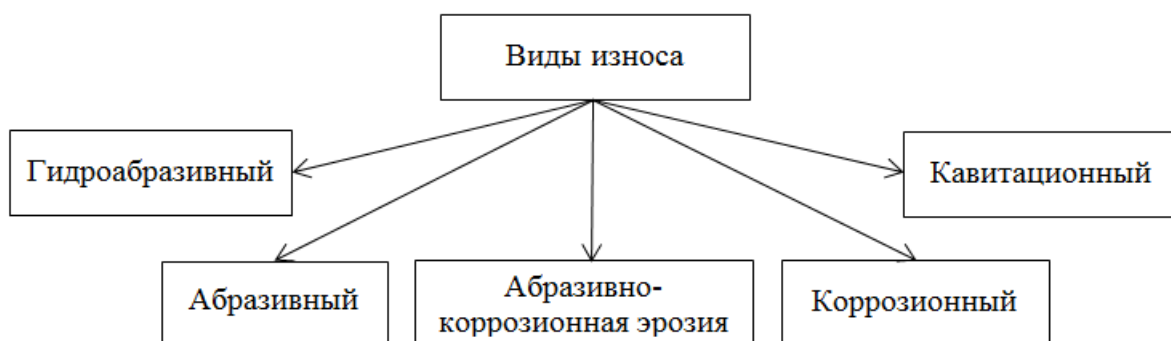 Виды износа
Гидроабразивный
Кавитационный
Абразивный
Абразивно-
коррозионная эрозия
Коррозионный